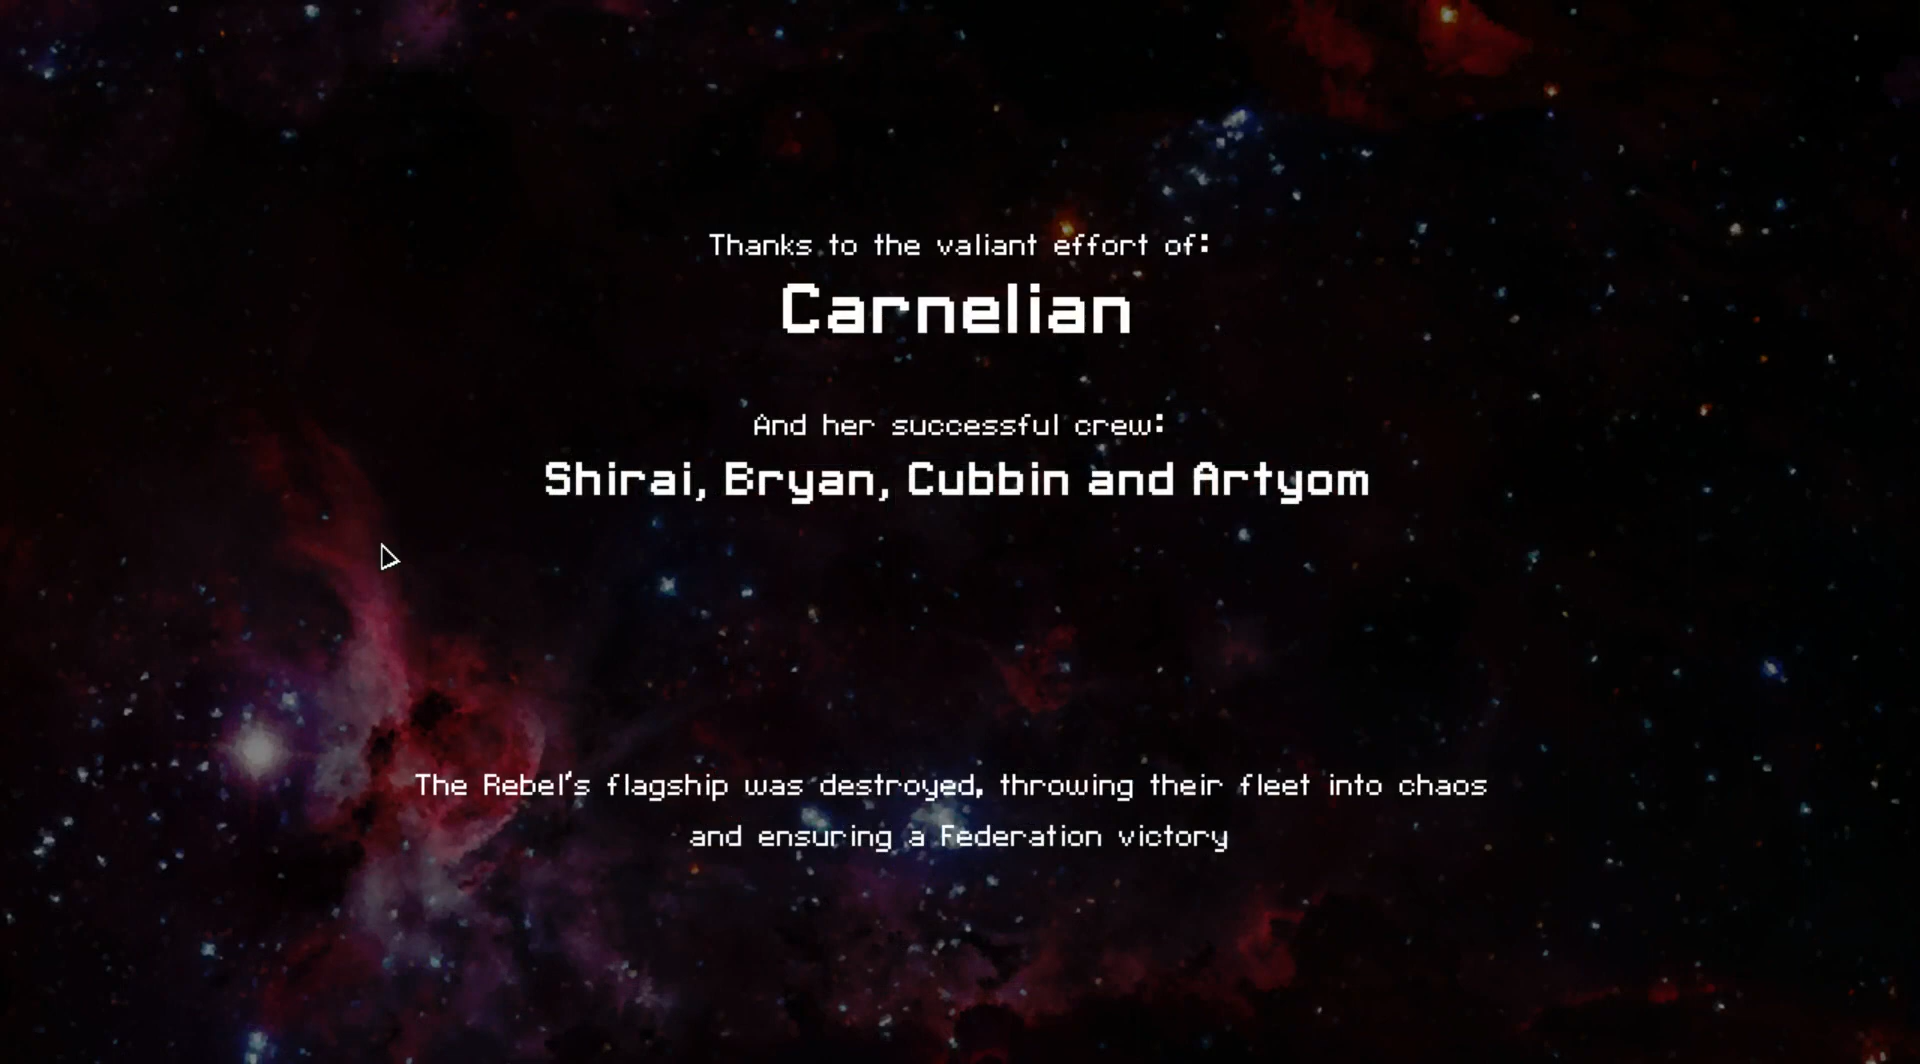 Thanks to the valiant effort of:
Carnelian
And her successful crew:
Shirai, Bryan, Cubbin and Artyom
The Rebel's flagship was destroyed, throwing their fleet into chaos
and ensuring a Federation victory